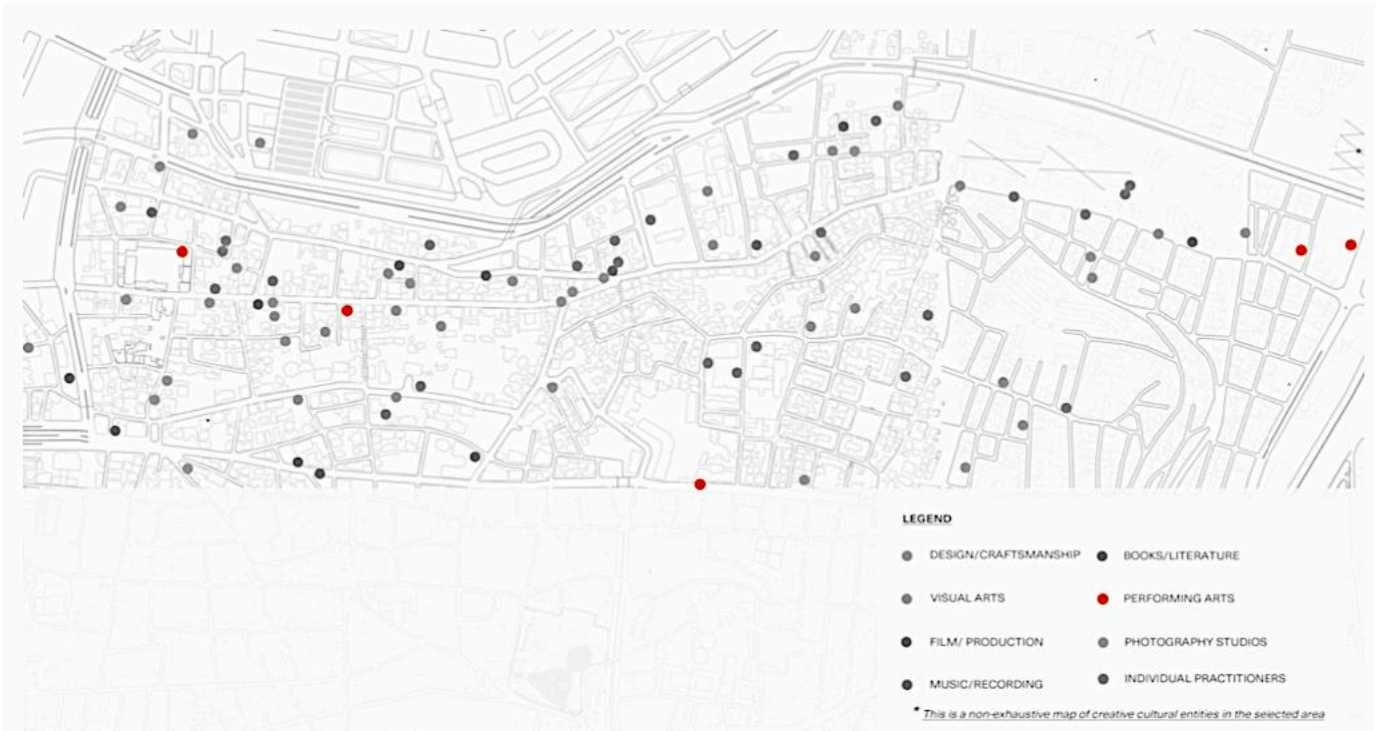 LEGEND
DESIGN/CRAFTSMANSHIP
BOOKS/LITERATURE
VISUAL ARTS
PERFORMING ARTS
FILM/ PRODUCTION
PHOTOGRAPHY STUDIOS
MUSIC/RECORDING
INDIVIDUAL PRACTITIONERS
* This is a non-exhaustive map of creative cultural entities in the selected area